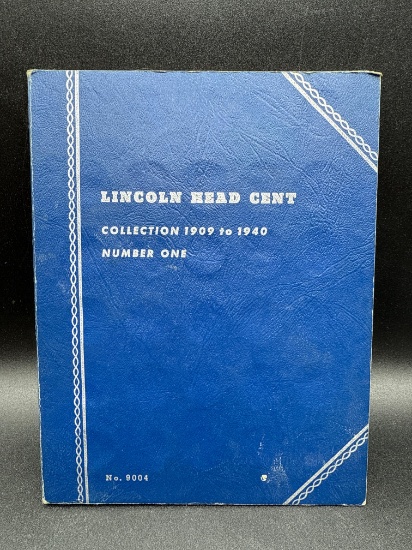 LINCOLN HEAD CENT
COLLECTION 1909 to 1940
NUMBER ONE
No. 9004